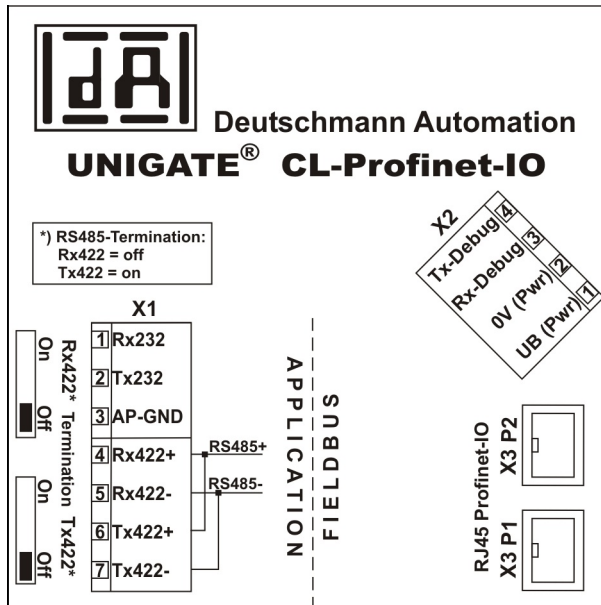 dA
Deutschmann Automation
UNIGATE® CL-Profinet-IO
*) RS485-Termination:
Rx422 = off
Tx422 = on
X2
4 Tx-Debug
3 Rx-Debug
2 0V (Pwr)
1 UB (Pwr)
X1
1 Rx232
2 Tx232
3 AP-GND
4 Rx422+
5 Rx422-
6 Tx422+
7 Tx422-
RS485+
RS485-
Rx422* Termination Tx422*
On
Off
On
Off
APPLICATION
FIELDBUS
RJ45 Profinet-IO
X3 P2
X3 P1